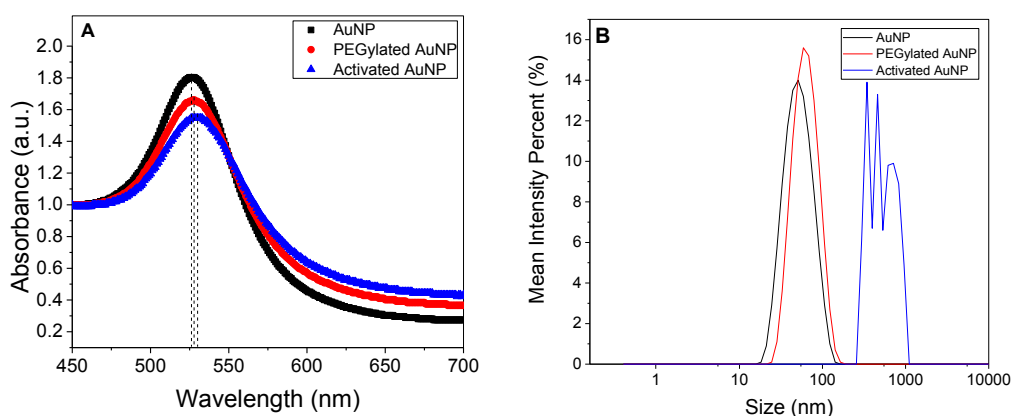 A
AuNP
PEGylated AuNP
Activated AuNP
2.0
1.8
1.6
1.4
1.2
1.0
0.8
0.6
0.4
0.2
Absorbance (a.u.)
450 500 550 600 650 700
Wavelength (nm)
B
AuNP
PEGylated AuNP
Activated AuNP
16
14
12
10
8
6
4
2
0
Mean Intensity Percent (%)
1 10 100 1000 10000
Size (nm)